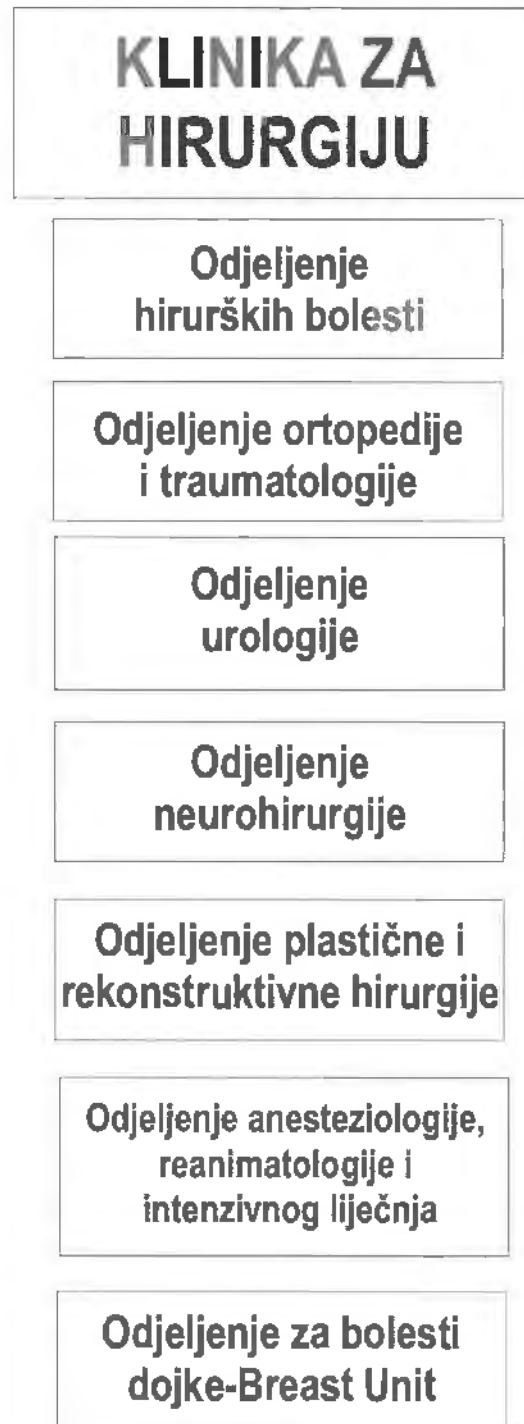 KLINIKA ZA
HIRURGIJU
Odjeljenje
hirurških bolesti
Odjeljenje ortopedije
i traumatologije
Odjeljenje
urologije
Odjeljenje
neurohirurgije
Odjeljenje plastične i
rekonstruktivne hirurgije
Odjeljenje anesteziologije,
reanimatologije i
intenzivnog liječnja
Odjeljenje za bolesti
dojke-Breast Unit